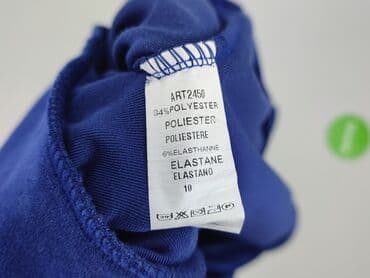 ART2450
94%POLYESTER
POLIESTER
POLIESTERE
6%ELASTHANNE
ELASTANE
ELASTANO
10